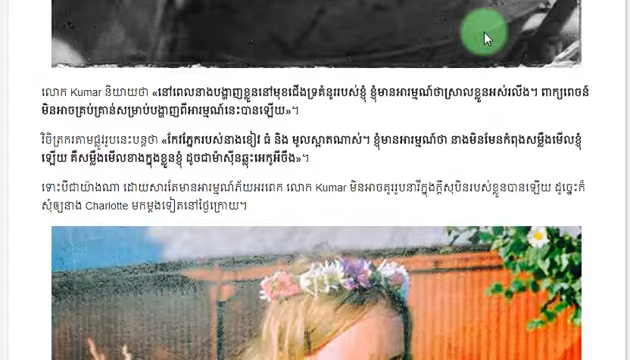 លោក Kumar និយាយថា «នៅពេលនាងបង្ហាញខ្លួននៅមុខជើងទ្រគំនូររបស់ខ្ញុំ ខ្ញុំមានអារម្មណ៍ថាស្រាលខ្លួនអស់លើង។ ពាក្យពេចន៍
មិនអាចគ្រប់គ្រាន់សម្រាប់បង្ហាញពីអារម្មណ៍នេះបានឡើយ»។
វិចិត្រករតាមផ្លូវរូបនេះបន្តថា «កែវភ្នែករបស់នាងខៀវ ធំ និង មូលស្អាតណាស់។ ខ្ញុំមានអារម្មណ៍ថា នាងមិនមែនកំពុងសម្លឹងមើលខ្ញុំ
ឡើយ គឺសម្លឹងមើលខាងក្នុងខ្លួនខ្ញុំ ដូចជាម៉ាស៊ីនឆ្លុះអេកូអីចឹង»។
ទោះបីជាយ៉ាងណា ដោយសារតែមានអារម្មណ៍ភ័យអរពេក លោក Kumar មិនអាចគូររូបនារីក្នុងក្តីសុបិនរបស់ខ្លួនបានឡើយ ដូច្នេះក៏
សុំឲ្យនាង Charlotte មកម្តងទៀតនៅថ្ងៃក្រោយ។